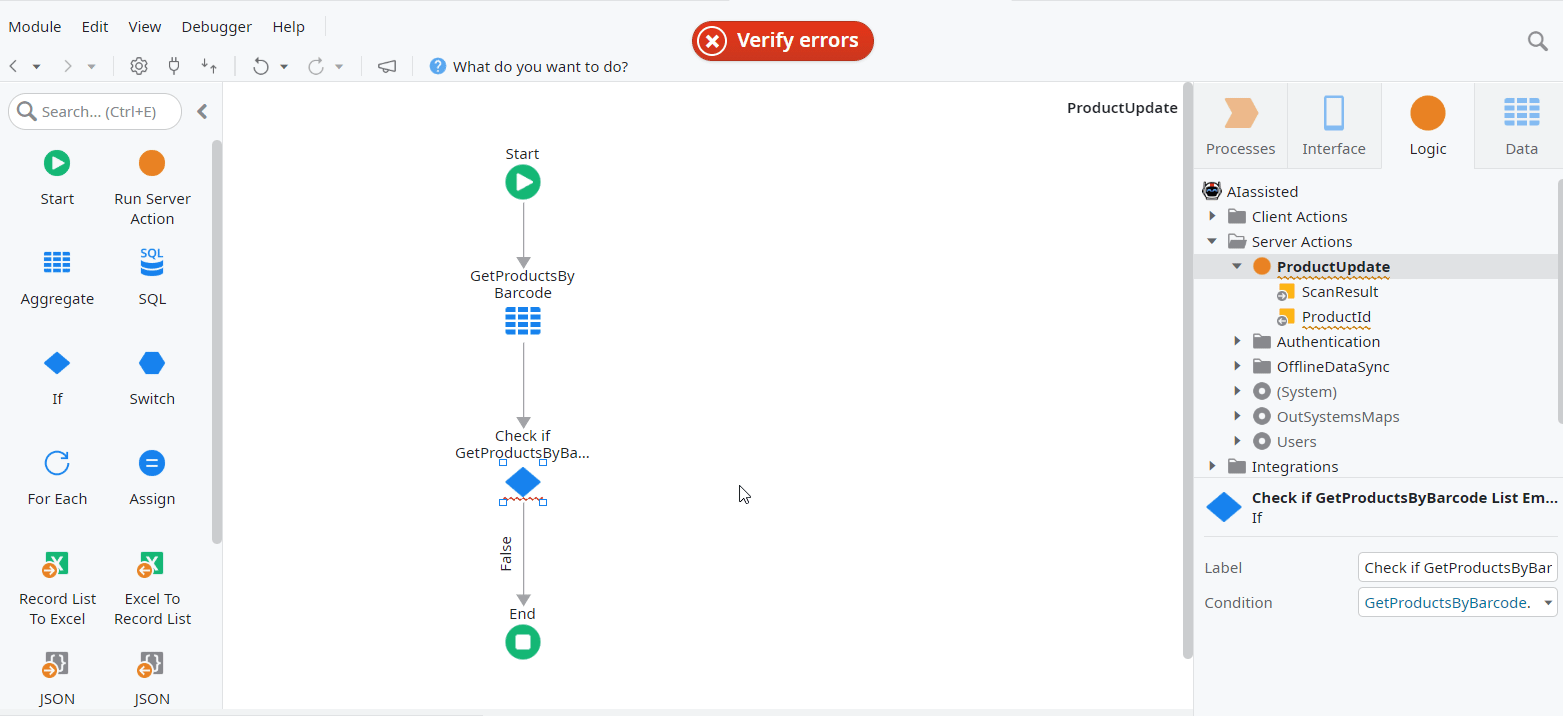 Module Edit View Debugger Help
Verify errors
What do you want to do?
Search... (Ctrl+E)
Start
Run Server
Action
Aggregate
SQL
SQL
If
Switch
For Each
Assign
Record List
To Excel
Excel To
Record List
JSON
JSON
ProductUpdate
Start
GetProductsBy
Barcode
Check if
GetProductsByBa...
False
End
Processes
Interface
Logic
Data
AIassisted
Client Actions
Server Actions
ProductUpdate
ScanResult
ProductId
Authentication
OfflineDataSync
(System)
OutSystemsMaps
Users
Integrations
Check if GetProductsByBarcode List Em...
If
Label
Check if GetProductsByBar
Condition
GetProductsByBarcode.